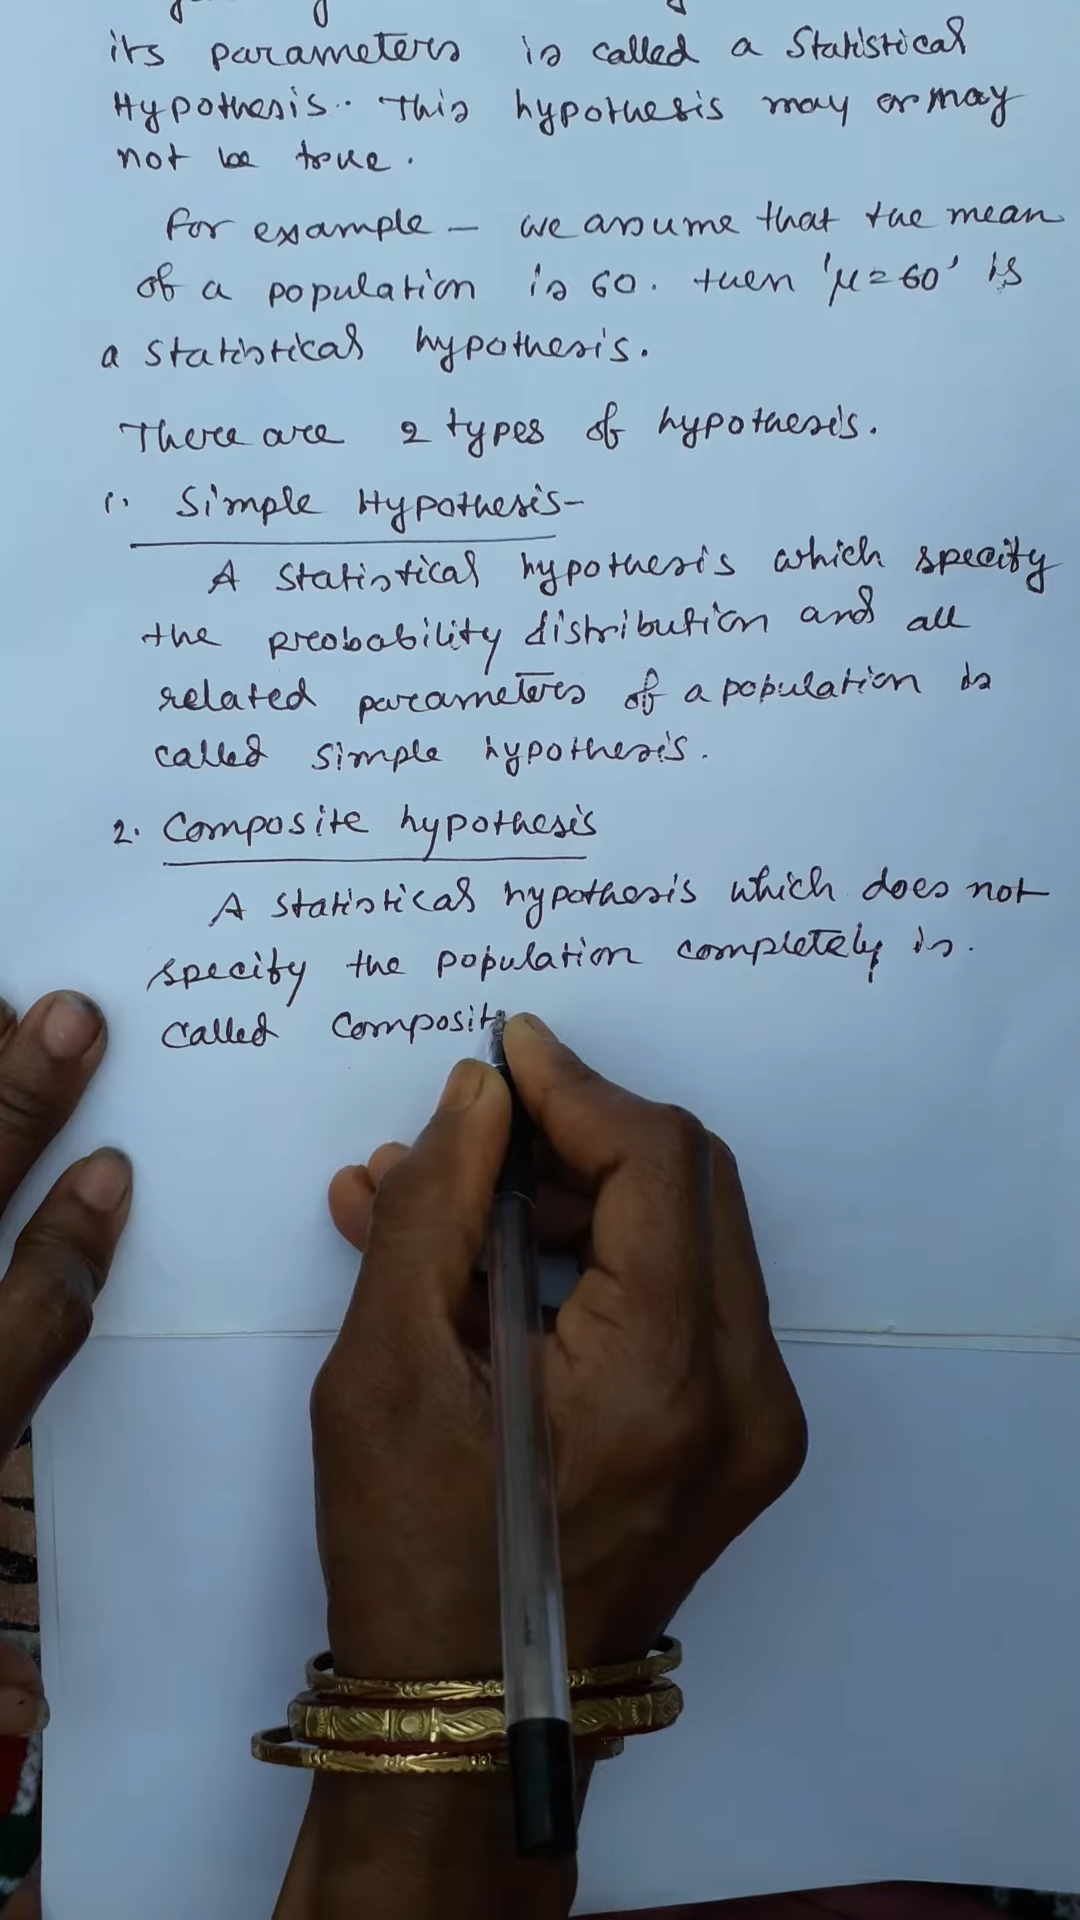 its parameters is called a Statistical
Hypothesis. This hypothesis may or may
not be true.
for example - we assume that the mean
of a population is 60. then 'μ = 60' is
a statistical hypothesis.
There are 2 types of hypothesis.
1. Simple Hypothesis-
A statistical hypothesis which specify
the probability distribution and all
related parameters of a population is
called simple hypothesis.
2. Composite hypothesis
A statistical hypothesis which does not
specify the population completely is.
called composite